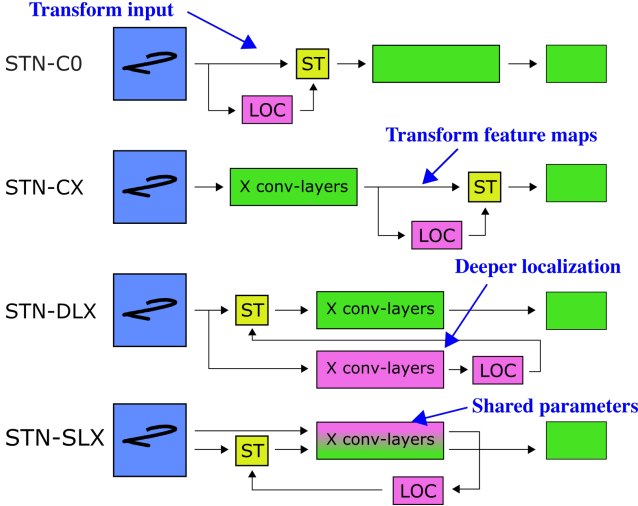 Transform input
STN-C0
ST
LOC
Transform feature maps
STN-CX
X conv-layers
ST
LOC
Deeper localization
STN-DLX
ST
X conv-layers
X conv-layers
LOC
Shared parameters
STN-SLX
ST
X conv-layers
LOC